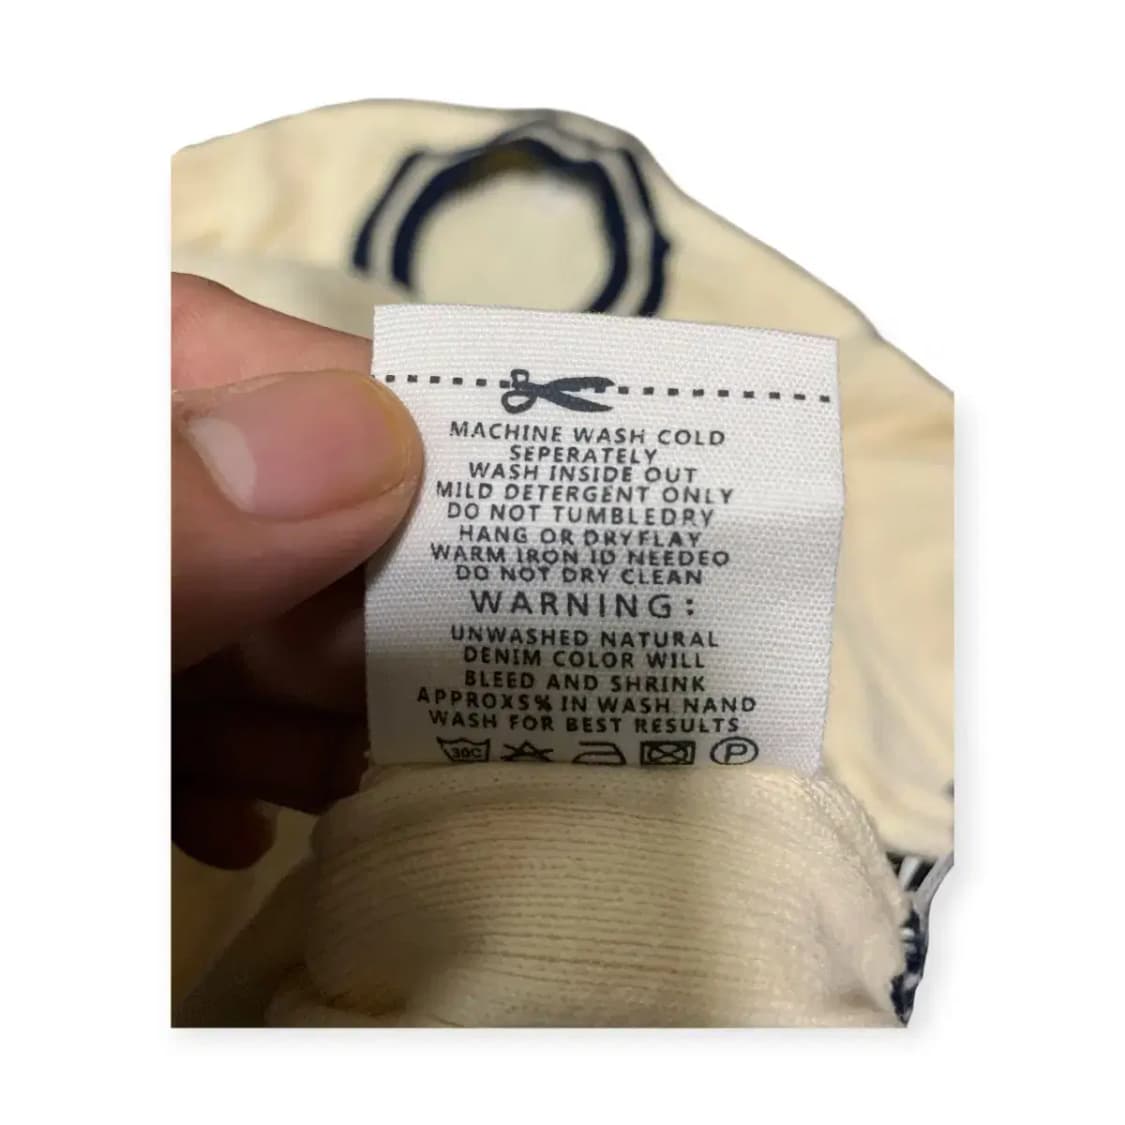 MACHINE WASH COLD
SEPERATELY
WASH INSIDE OUT
MILD DETERGENT ONLY
DO NOT TUMBLEDRY
HANG OR DRYFLAY
WARM IRON ID NEEDEO
DO NOT DRY CLEAN
WARNING:
UNWASHED NATURAL
DENIM COLOR WILL
BLEED AND SHRINK
APPROXS% IN WASH NAND
WASH FOR BEST RESULTS
30C P